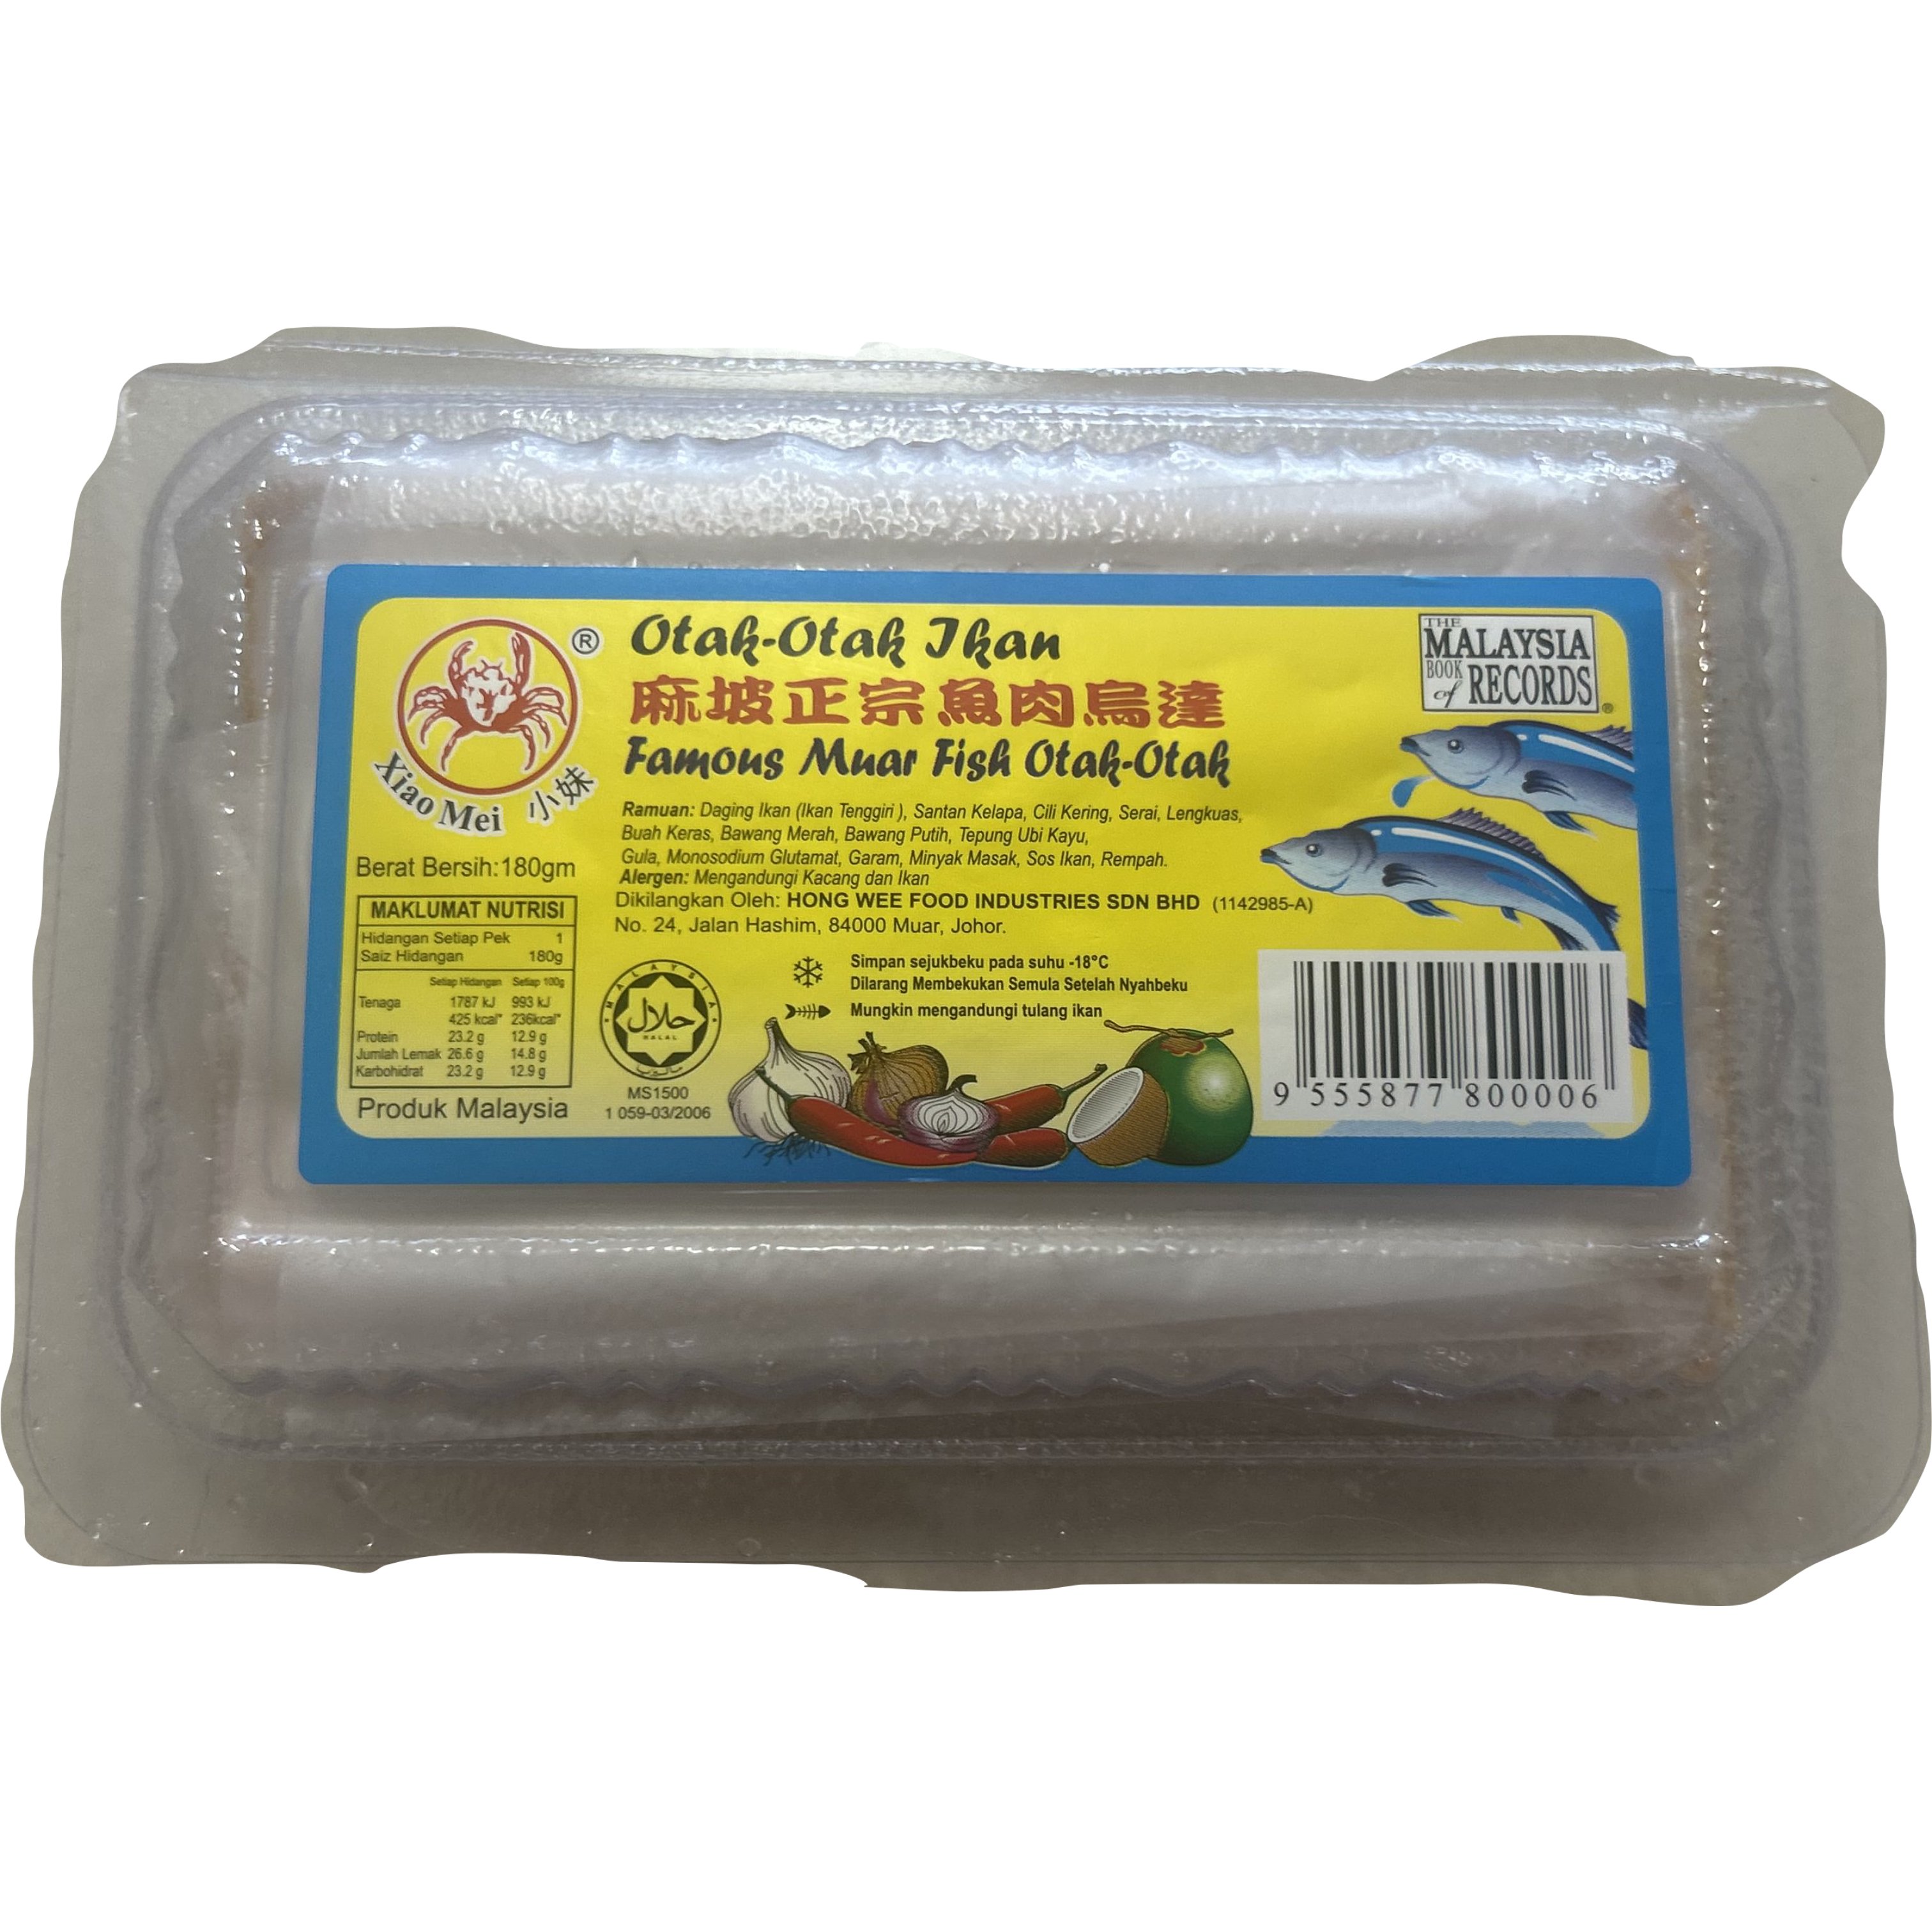 Xiao Mei 小妹
®
Berat Bersih:180gm
MAKLUMAT NUTRISI
Hidangan Setiap Pek 1
Saiz Hidangan 180g
Setiap Hidangan Setiap 100g
Tenaga 1787 kJ 993 kJ
425 kcal* 236kcal*
Protein 23.2 g 12.9 g
Jumlah Lemak 26.6 g 14.8 g
Karbohidrat 23.2 g 12.9 g
Produk Malaysia
Otak-Otak Ikan
麻坡正宗魚肉烏達
Famous Muar Fish Otak-Otak
Ramuan: Daging Ikan (Ikan Tenggiri ), Santan Kelapa, Cili Kering, Serai, Lengkuas,
Buah Keras, Bawang Merah, Bawang Putih, Tepung Ubi Kayu,
Gula, Monosodium Glutamat, Garam, Minyak Masak, Sos Ikan, Rempah.
Alergen: Mengandungi Kacang dan Ikan
Dikilangkan Oleh: HONG WEE FOOD INDUSTRIES SDN BHD (1142985-A)
No. 24, Jalan Hashim, 84000 Muar, Johor.
MALAYSIA
حلال
HALAL
ماليزيا
MS1500
1 059-03/2006
Simpan sejukbeku pada suhu -18°C
Dilarang Membekukan Semula Setelah Nyahbeku
Mungkin mengandungi tulang ikan
THE
MALAYSIA
BOOK of RECORDS
®
9 555877 800006